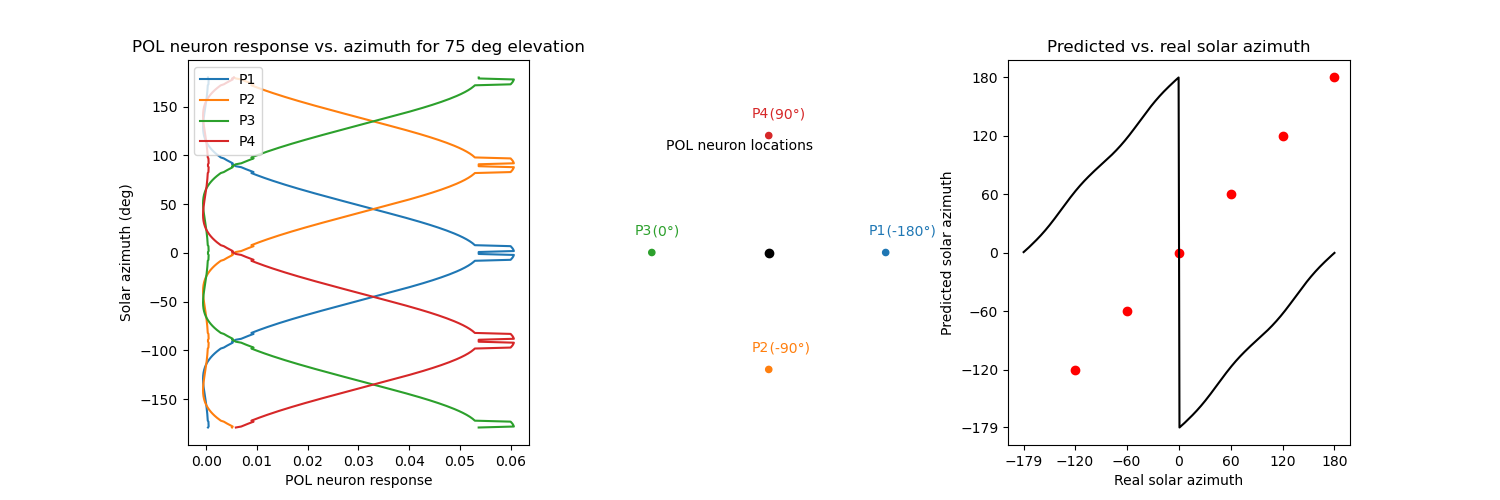 POL neuron response vs. azimuth for 75 deg elevation
P1
P2
P3
P4
Solar azimuth (deg)
150
100
50
0
−50
−100
−150
0.00 0.01 0.02 0.03 0.04 0.05 0.06
POL neuron response
P4(90°)
POL neuron locations
P3(0°)
P1(-180°)
P2(-90°)
Predicted vs. real solar azimuth
Predicted solar azimuth
180
120
60
0
−60
−120
−179
−179 −120 −60 0 60 120 180
Real solar azimuth